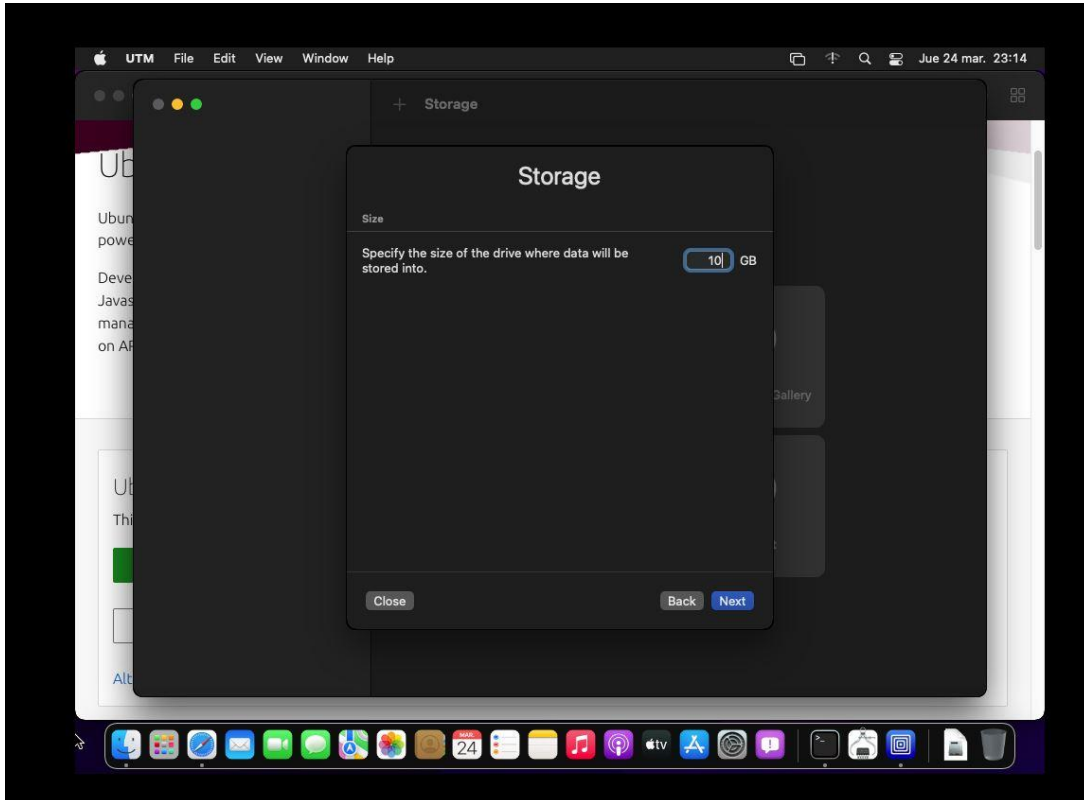 UTM File Edit View Window Help Jue 24 mar. 23:14
+ Storage
Storage
Size
Specify the size of the drive where data will be
stored into.
10 GB
Close Back Next
Gallery
Ub
Ubun
powe
Deve
Javas
mana
on AR
Ub
Thi
Alt
MAR.
24
tv